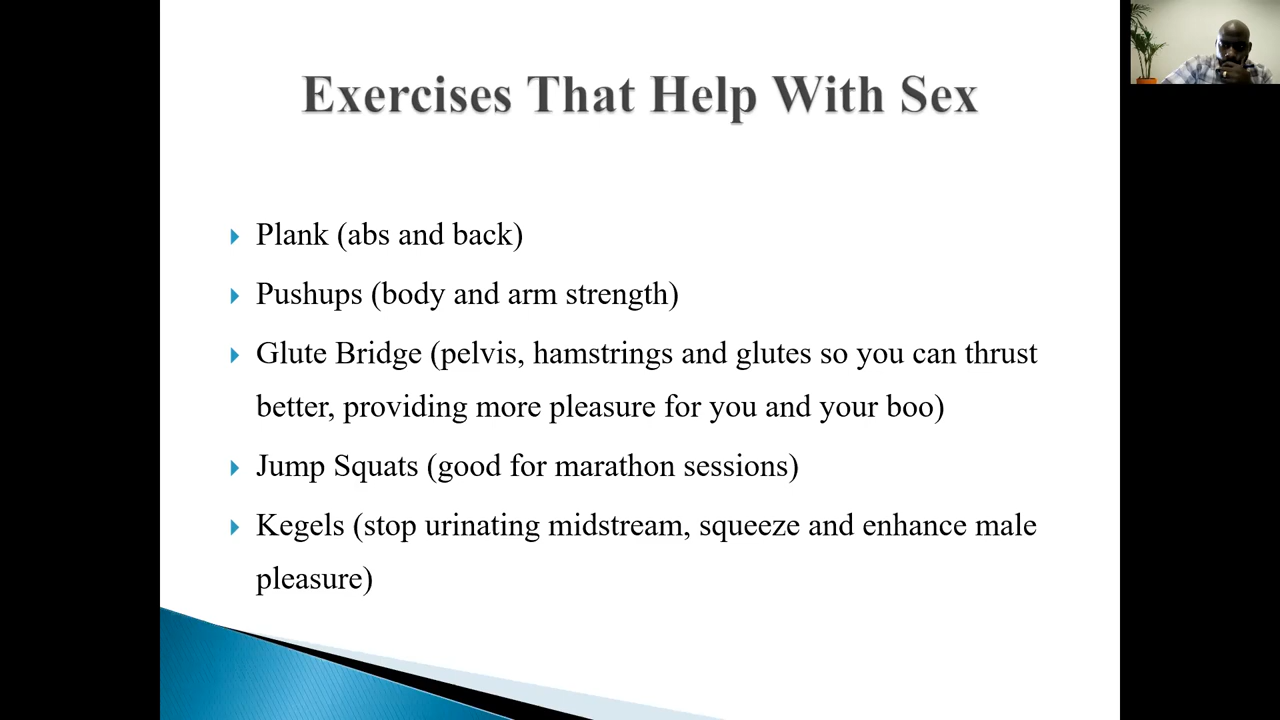 Exercises That Help With Sex
Plank (abs and back)
Pushups (body and arm strength)
Glute Bridge (pelvis, hamstrings and glutes so you can thrust
better, providing more pleasure for you and your boo)
Jump Squats (good for marathon sessions)
Kegels (stop urinating midstream, squeeze and enhance male
pleasure)